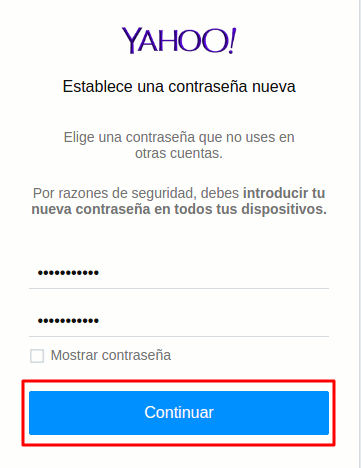 YAHOO!
Establece una contraseña nueva
Elige una contraseña que no uses en
otras cuentas.
Por razones de seguridad, debes introducir tu
nueva contraseña en todos tus dispositivos.
•••••••••••
•••••••••••
Mostrar contraseña
Continuar